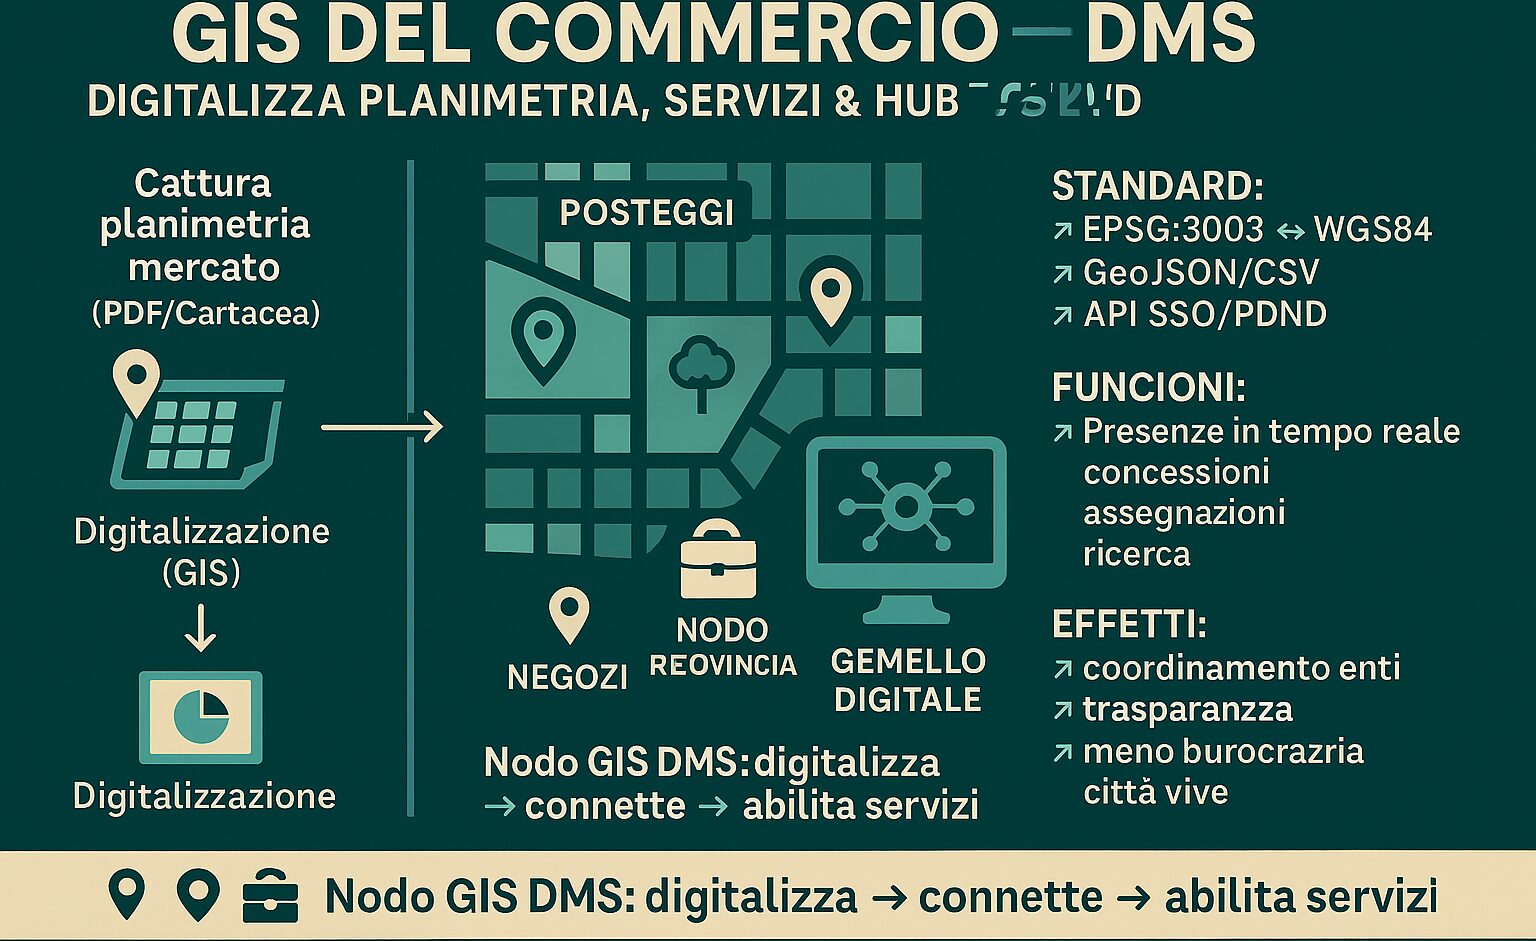 GIS DEL COMMERCIO — DMS
DIGITALIZZA PLANIMETRIA, SERVIZI & HUB
Cattura
planimetria
mercato
(PDF/Cartacea)
Digitalizzazione
(GIS)
Digitalizzazione
POSTEGGI
NEGOZI
NODO
REOVINCIA
GEMELLO
DIGITALE
Nodo GIS DMS: digitalizza
→ connette → abilita servizi
STANDARD:
↗ EPSG:3003 ↔ WGS84
↗ GeoJSON/CSV
↗ API SSO/PDND
FUNCIONI:
↗ Presenze in tempo reale
concessioni
assegnazioni
ricerca
EFFETTI:
↗ coordinamento enti
↗ trasparanzza
↗ meno burocrazria
cittă vive
Nodo GIS DMS: digitalizza → connette → abilita servizi